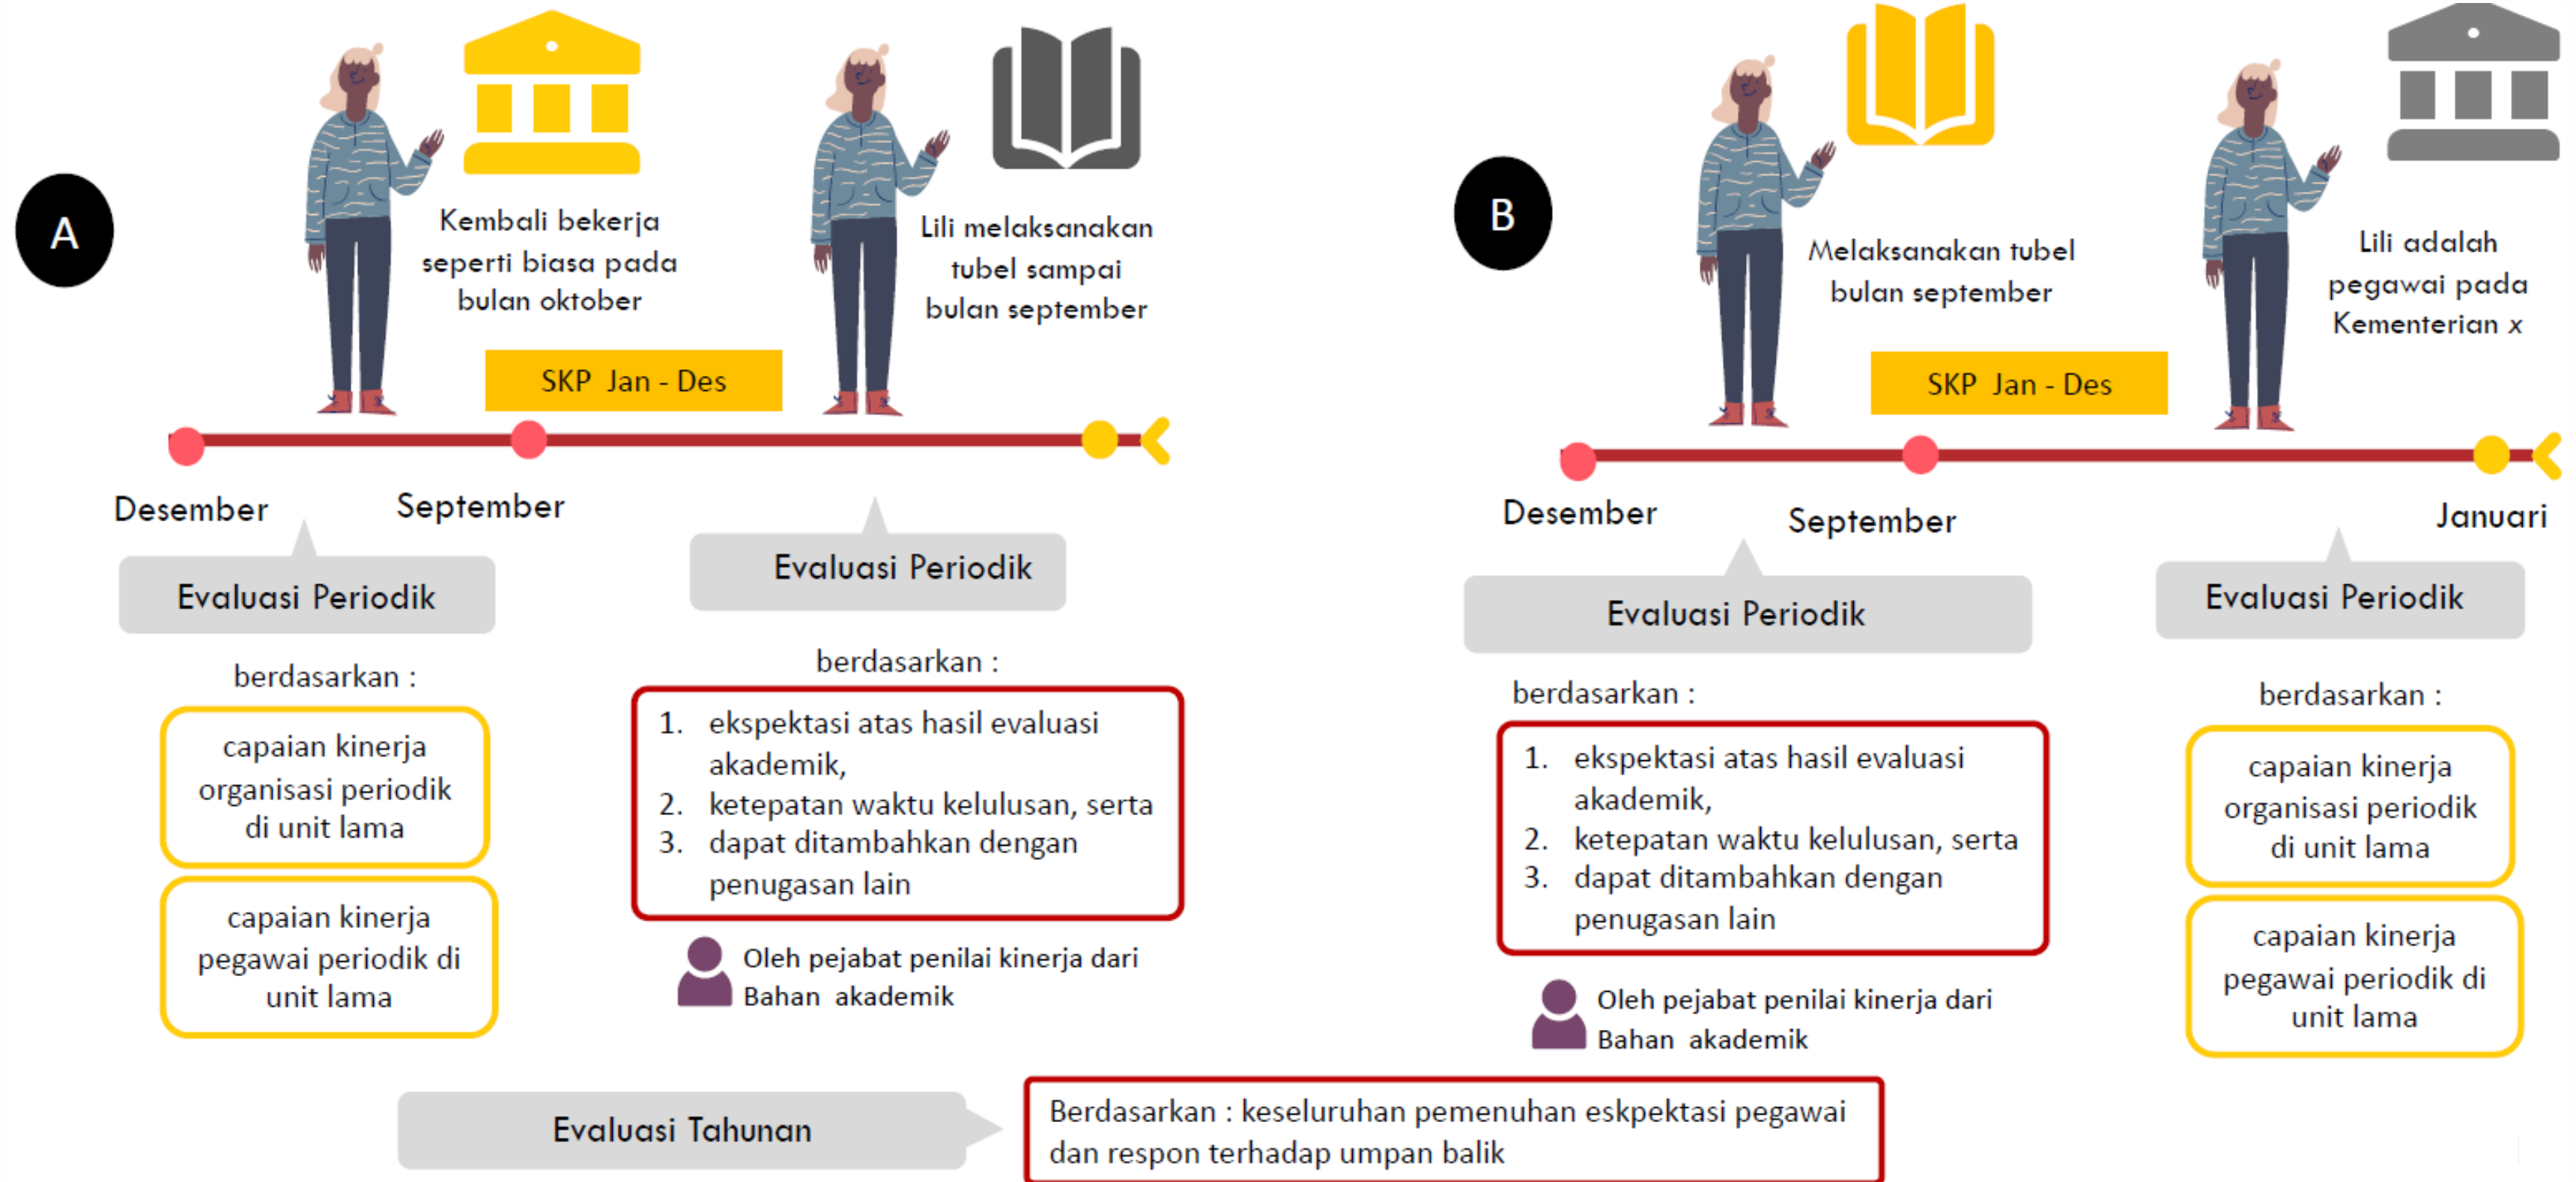 A
Kembali bekerja
seperti biasa pada
bulan oktober
Lili melaksanakan
tubel sampai
bulan september
SKP Jan - Des
Desember
September
Evaluasi Periodik
berdasarkan :
capaian kinerja
organisasi periodik
di unit lama
capaian kinerja
pegawai periodik di
unit lama
Evaluasi Periodik
berdasarkan :
1. ekspektasi atas hasil evaluasi
akademik,
2. ketepatan waktu kelulusan, serta
3. dapat ditambahkan dengan
penugasan lain
Oleh pejabat penilai kinerja dari
Bahan akademik
B
Melaksanakan tubel
bulan september
Lili adalah
pegawai pada
Kementerian x
SKP Jan - Des
Desember
September
Januari
Evaluasi Periodik
berdasarkan :
1. ekspektasi atas hasil evaluasi
akademik,
2. ketepatan waktu kelulusan, serta
3. dapat ditambahkan dengan
penugasan lain
Oleh pejabat penilai kinerja dari
Bahan akademik
Evaluasi Periodik
berdasarkan :
capaian kinerja
organisasi periodik
di unit lama
capaian kinerja
pegawai periodik di
unit lama
Evaluasi Tahunan
Berdasarkan : keseluruhan pemenuhan eskpektasi pegawai
dan respon terhadap umpan balik